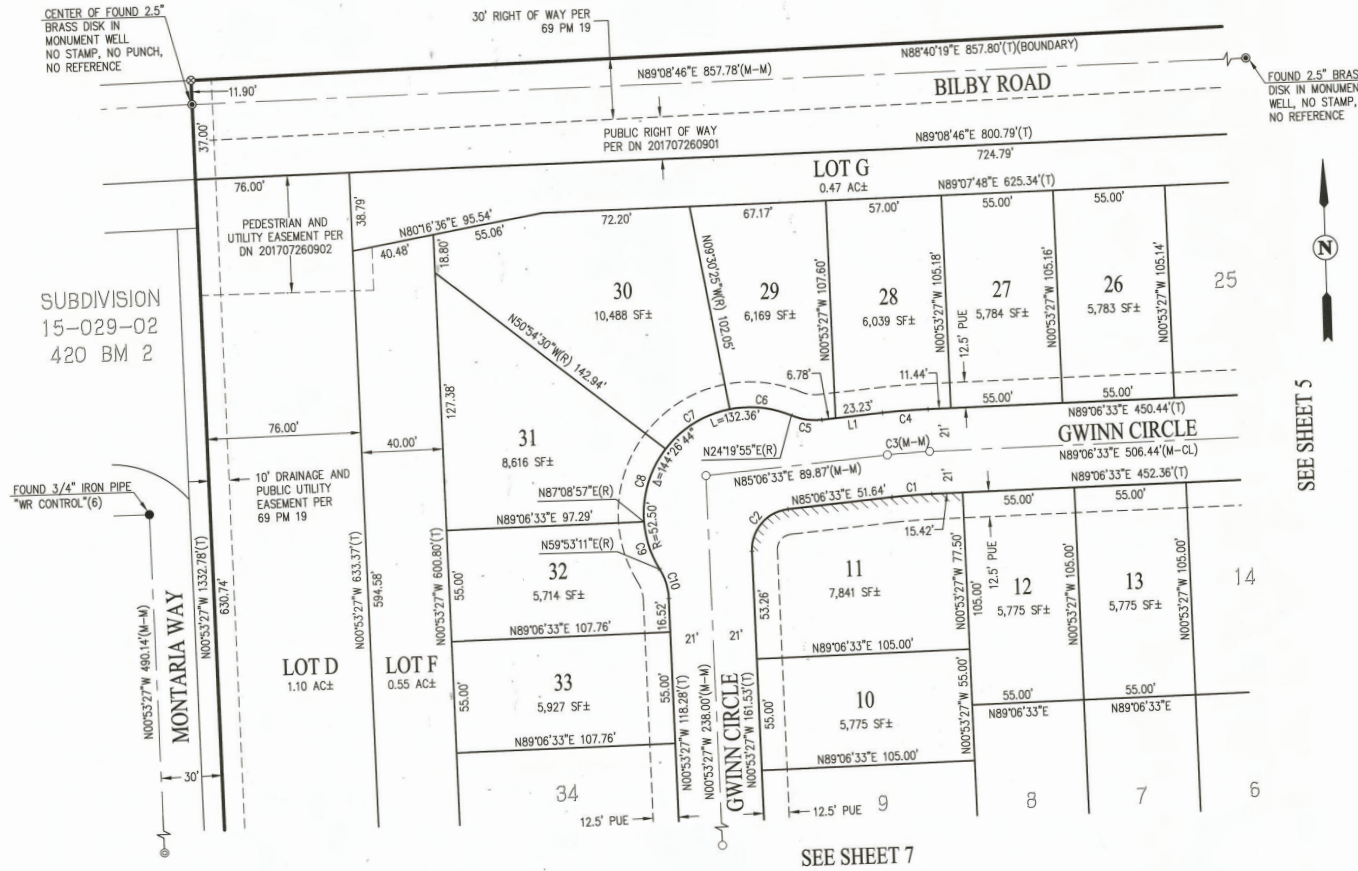 CENTER OF FOUND 2.5"
BRASS DISK IN
MONUMENT WELL
NO STAMP, NO PUNCH,
NO REFERENCE
30' RIGHT OF WAY PER
69 PM 19
N88°40'19"E 857.80'(T)(BOUNDARY)
N89°08'46"E 857.78'(M-M)
BILBY ROAD
FOUND 2.5" BRAS
DISK IN MONUMEN
WELL, NO STAMP,
NO REFERENCE
11.90'
37.00'
PUBLIC RIGHT OF WAY
PER DN 201707260901
N89°08'46"E 800.79'(T)
724.79'
LOT G
0.47 AC±
N89°07'48"E 625.34'(T)
76.00'
38.79'
PEDESTRIAN AND
UTILITY EASEMENT PER
DN 201707260902
N80°16'36"E 95.54'
55.06'
40.48'
18.80'
72.20'
67.17'
57.00'
55.00'
55.00'
SUBDIVISION
15-029-02
420 BM 2
30
10,488 SF±
N09°30'25"W(R) 102.05'
29
6,169 SF±
N00°53'27"W 107.60'
28
6,039 SF±
N00°53'27"W 105.18'
27
5,784 SF±
N00°53'27"W 105.16'
26
5,783 SF±
N00°53'27"W 105.14'
25
N
12.5' PUE
N50°54'30"W(R) 142.94'
127.38'
6.78'
11.44'
C7
L=132.36'
C6
C5
23.23'
L1
C4
55.00'
55.00'
N89°06'33"E 450.44'(T)
GWINN CIRCLE
N89°06'33"E 506.44'(M-CL)
21'
C3(M-M)
N24°19'55"E(R)
Δ=144°26'44"
C8
R=52.50'
SEE SHEET 5
76.00'
40.00'
31
8,616 SF±
N85°06'33"E 89.87'(M-M)
N85°06'33"E 51.64'
C1
21'
N89°06'33"E 452.36'(T)
55.00'
55.00'
15.42'
C2
10' DRAINAGE AND
PUBLIC UTILITY
EASEMENT PER
69 PM 19
FOUND 3/4" IRON PIPE
"WR CONTROL"(6)
N87°08'57"E(R)
N89°06'33"E 97.29'
N59°53'11"E(R)
C9
C10
32
5,714 SF±
55.00'
16.52'
11
7,841 SF±
53.26'
N00°53'27"W 77.50'
105.00'
12.5' PUE
12
5,775 SF±
N00°53'27"W 105.00'
13
5,775 SF±
N00°53'27"W 105.00'
14
N00°53'27"W 1332.78'(T)
630.74'
N00°53'27"W 633.37'(T)
594.58'
N00°53'27"W 600.80'(T)
N89°06'33"E 107.76'
21'
21'
N89°06'33"E 105.00'
N00°53'27"W 490.14'(M-M)
MONTARIA WAY
LOT D
1.10 AC±
LOT F
0.55 AC±
33
5,927 SF±
55.00'
55.00'
N00°53'27"W 118.28'(T)
N00°53'27"W 238.00'(M-M)
GWINN CIRCLE
N00°53'27"W 161.53'(T)
55.00'
10
5,775 SF±
N00°53'27"W 55.00'
55.00'
N89°06'33"E
55.00'
N89°06'33"E
N89°06'33"E 107.76'
N89°06'33"E 105.00'
30'
34
12.5' PUE
12.5' PUE
9
8
7
6
SEE SHEET 7